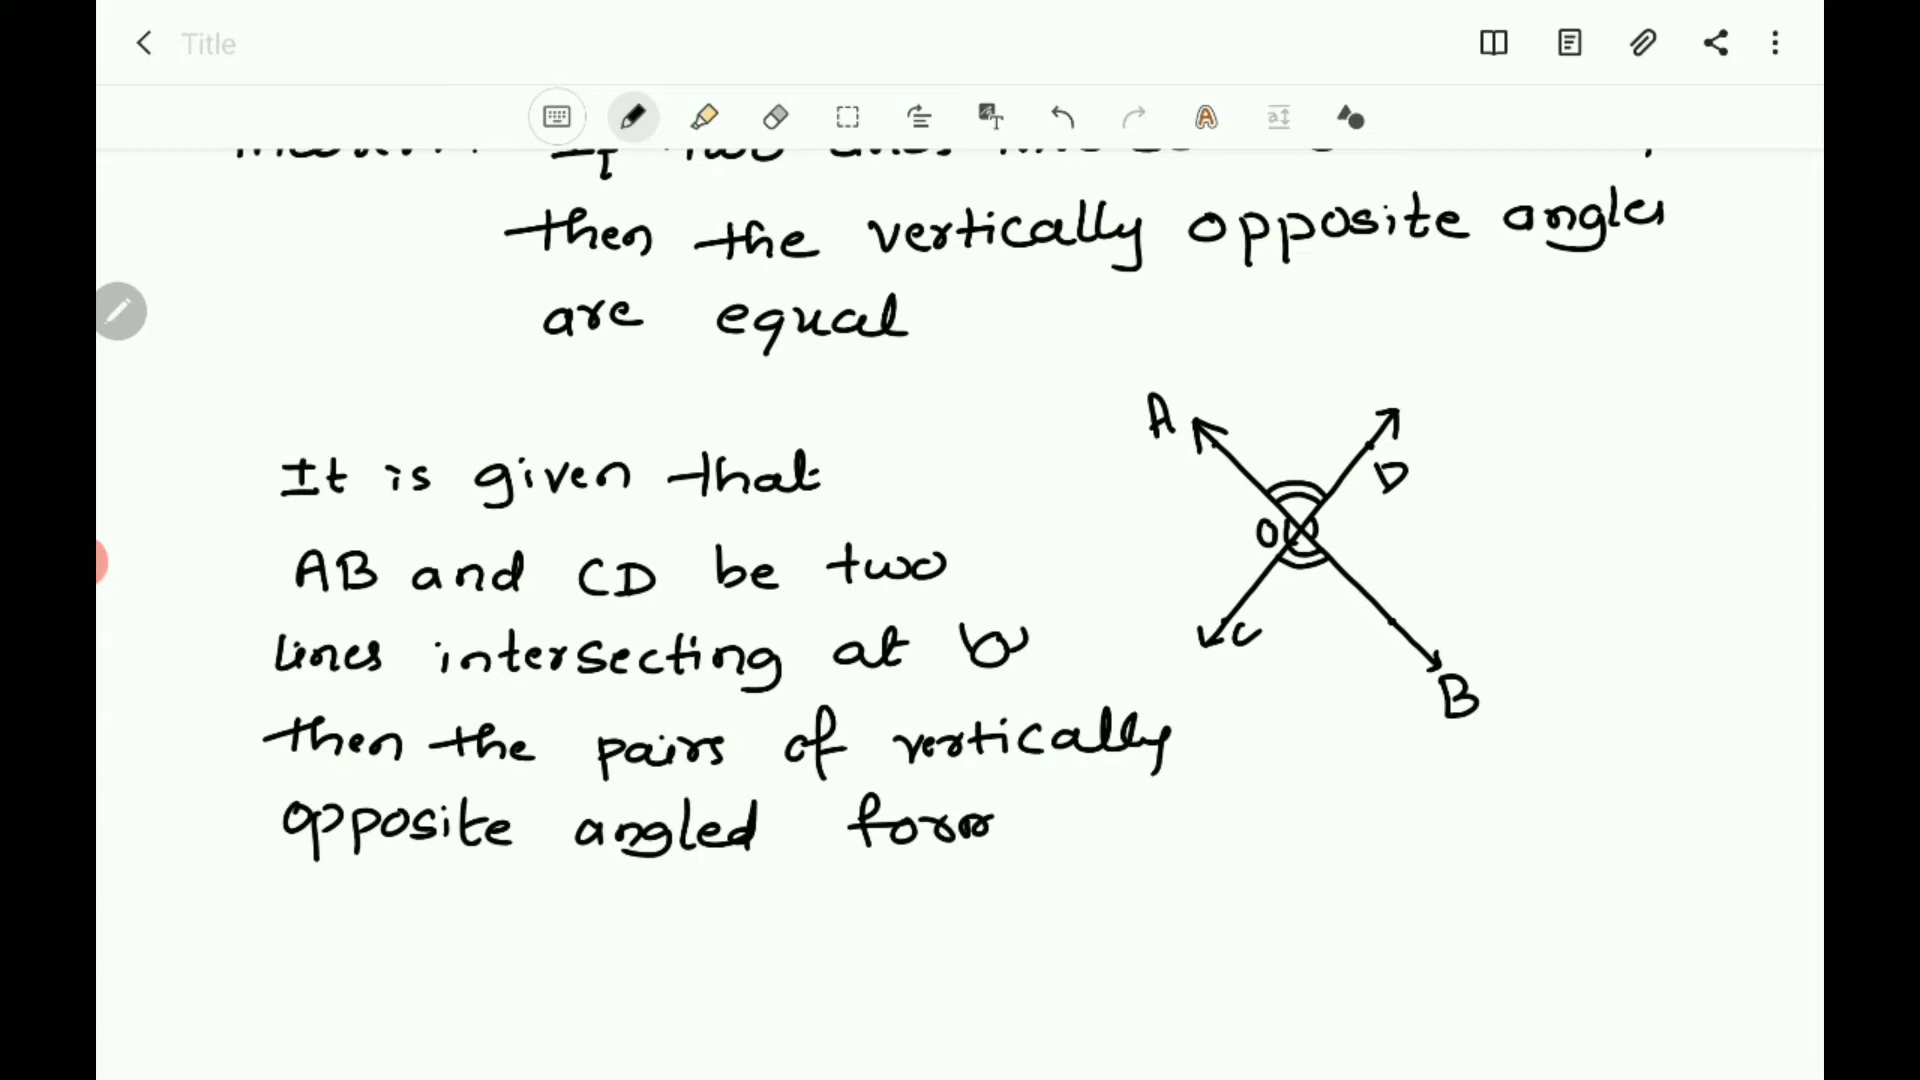 Title
then the vertically opposite angles
are equal
A
D
It is given that
O
AB and CD be two
C
lines intersecting at O
B
then the pairs of vertically
opposite angled form